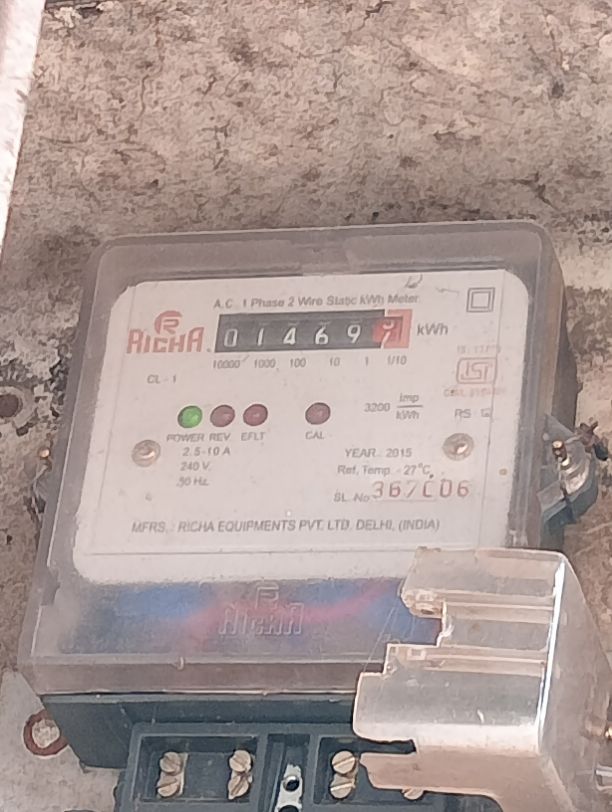 A.C. 1 Phase 2 Wire Static kWh Meter
RICHA
0 1 4 6 9
kWh
10000 1000 100 10 1 1/10
CL - 1
3200 imp/kWh
ISI
RS :
POWER REV. EFLT CAL
2.5-10 A
240 V.
50 Hz.
YEAR 2015
Ref. Temp. - 27°C,
SL. No 367C06
MFRS. : RICHA EQUIPMENTS PVT. LTD. DELHI, (INDIA)
RICHA